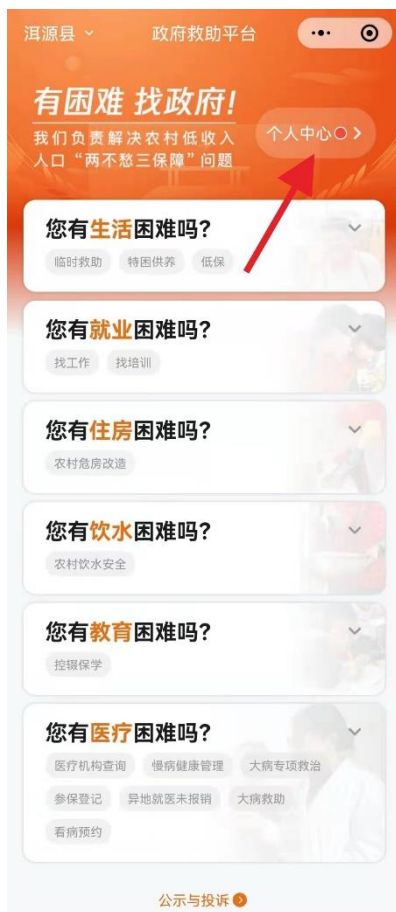 洱源县
政府救助平台
有困难 找政府!
我们负责解决农村低收入
人口“两不愁三保障”问题
个人中心
您有生活困难吗?
临时救助 特困供养 低保
您有就业困难吗?
找工作 找培训
您有住房困难吗?
农村危房改造
您有饮水困难吗?
农村饮水安全
您有教育困难吗?
控辍保学
您有医疗困难吗?
医疗机构查询 慢病健康管理 大病专项救治
参保登记 异地就医未报销 大病救助
看病预约
公示与投诉